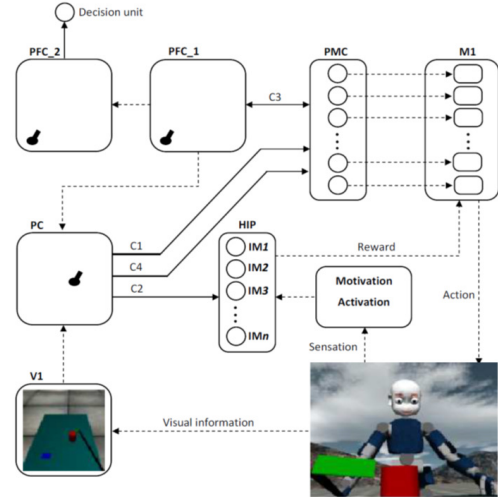 Decision unit
PFC_2
PFC_1
PMC
M1
C3
PC
C1
C4
C2
HIP
IM1
IM2
IM3
IMn
Reward
Motivation
Activation
Action
Sensation
V1
Visual information